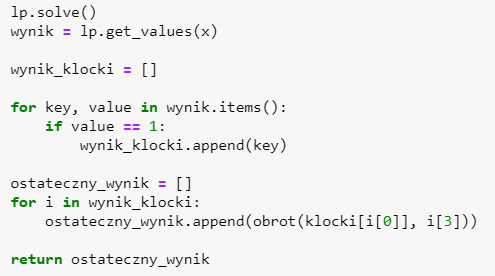 lp.solve()
wynik = lp.get_values(x)

wynik_klocki = []

for key, value in wynik.items():
    if value == 1:
        wynik_klocki.append(key)

ostateczny_wynik = []
for i in wynik_klocki:
    ostateczny_wynik.append(obrot(klocki[i[0]], i[3]))

return ostateczny_wynik